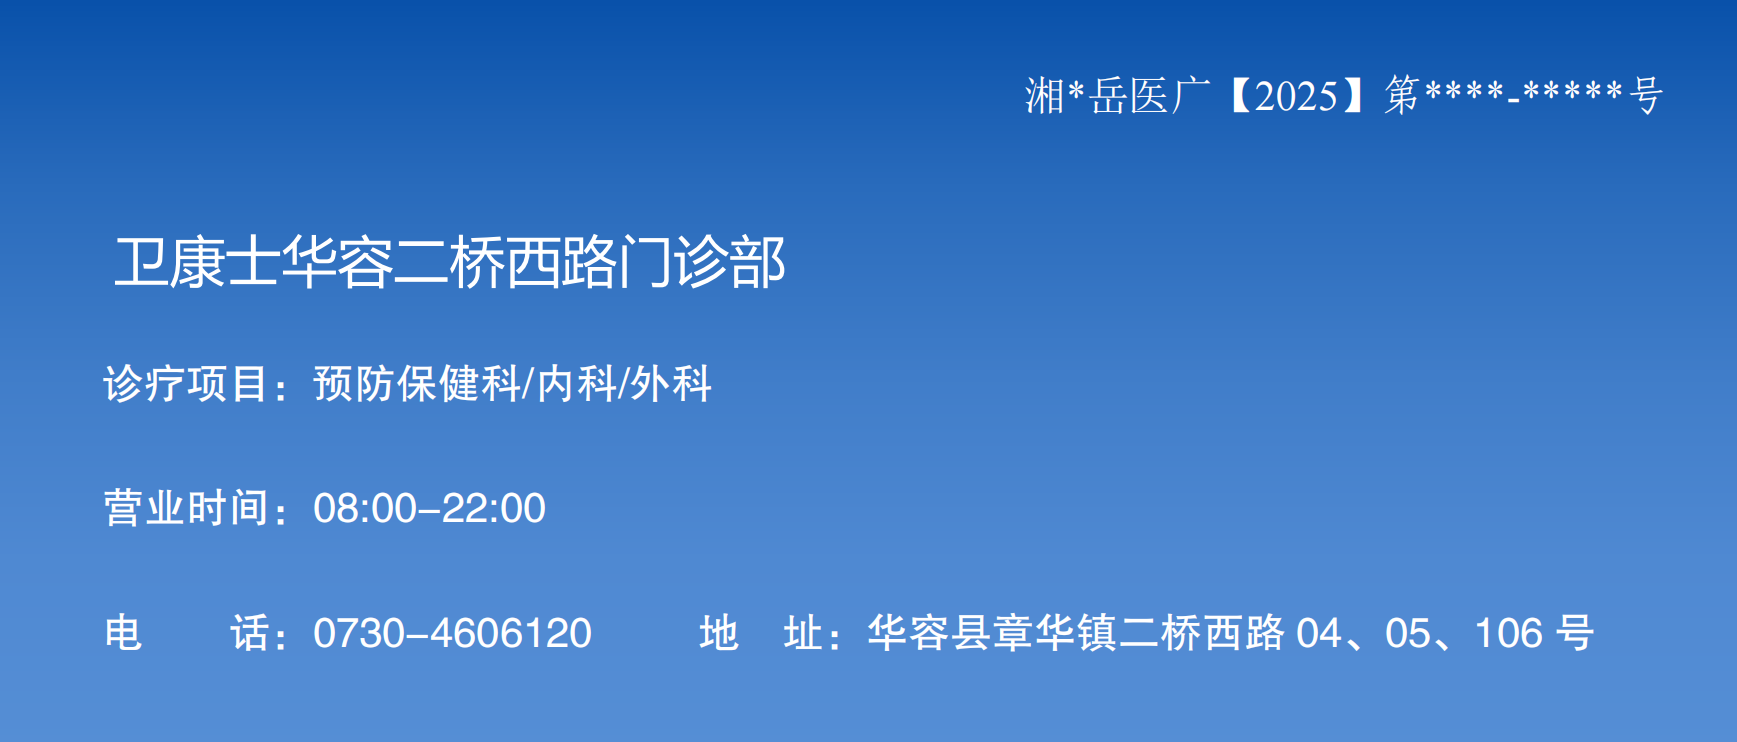 湘*岳医广【2025】第****-*****号
卫康士华容二桥西路门诊部
诊疗项目：预防保健科/内科/外科
营业时间：08:00-22:00
电　　话：0730-4606120　　地　址：华容县章华镇二桥西路 04、05、106 号